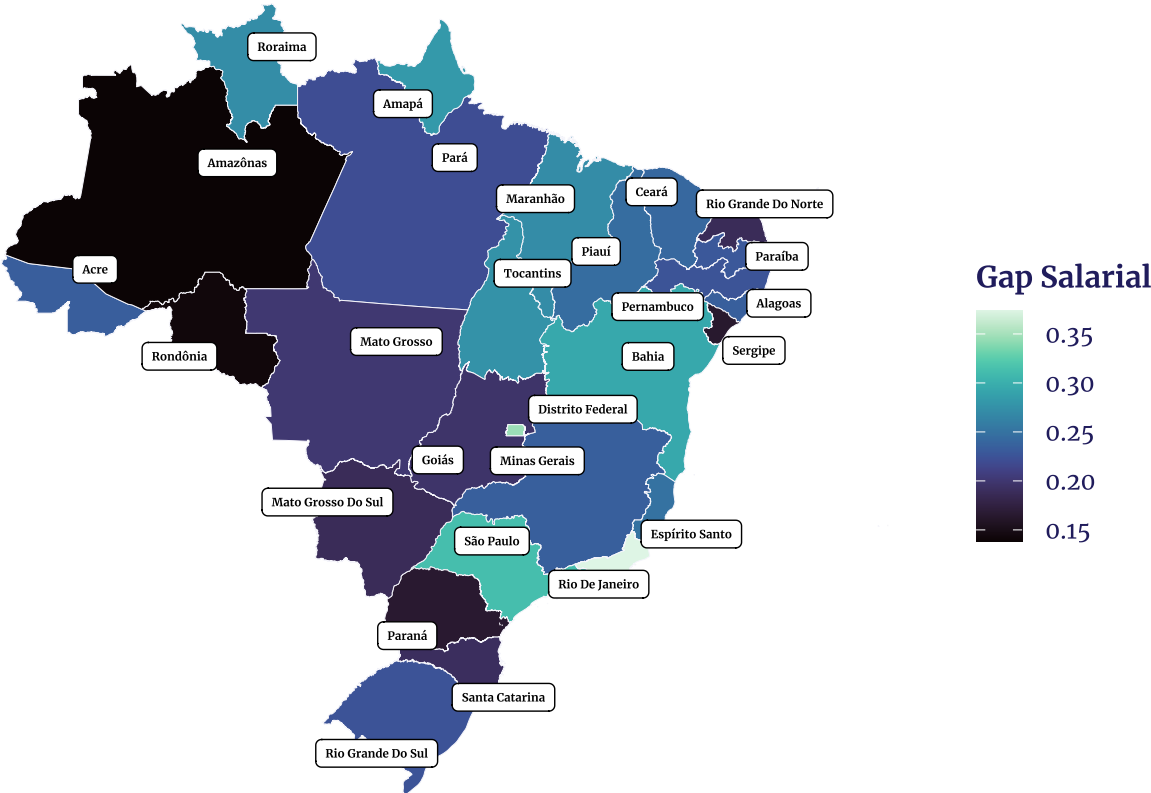 Roraima
Amapá
Amazônas
Pará
Maranhão
Ceará
Rio Grande Do Norte
Piauí
Paraíba
Acre
Tocantins
Pernambuco
Alagoas
Rondônia
Mato Grosso
Bahia
Sergipe
Distrito Federal
Goiás
Minas Gerais
Mato Grosso Do Sul
São Paulo
Espírito Santo
Rio De Janeiro
Paraná
Santa Catarina
Rio Grande Do Sul
Gap Salarial
0.35
0.30
0.25
0.20
0.15